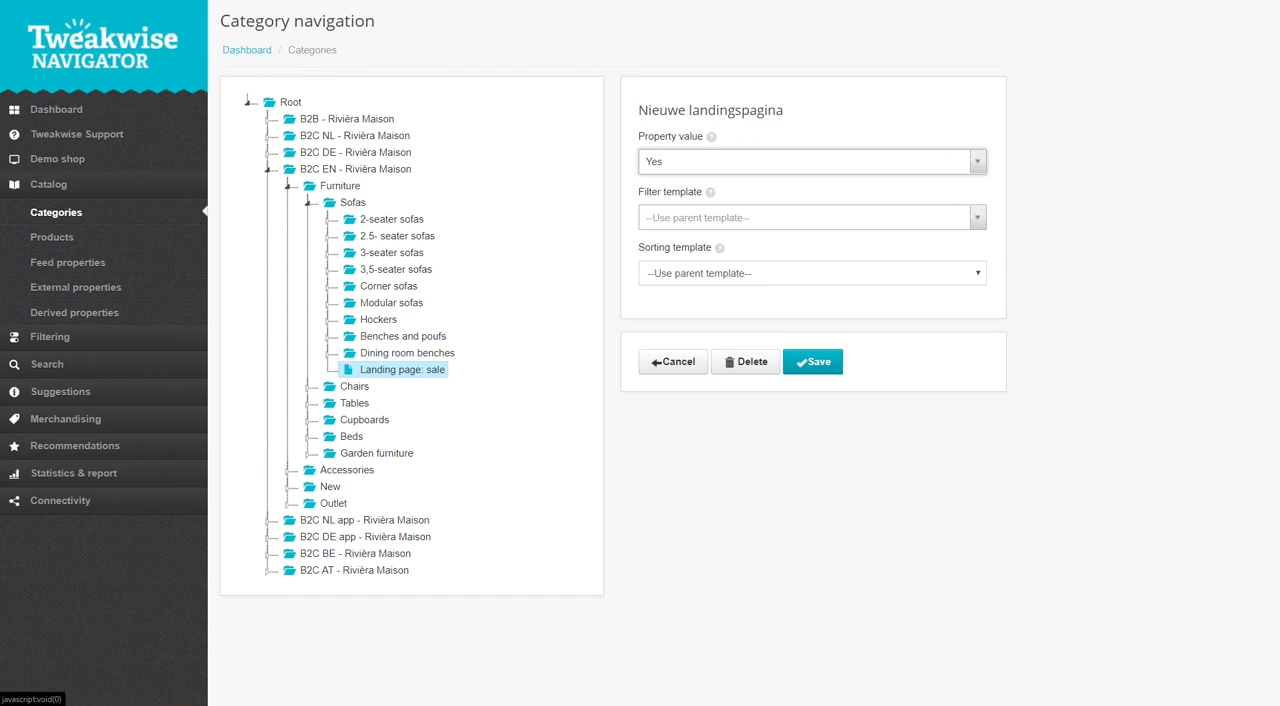 Tweakwise
NAVIGATOR
Dashboard
Tweakwise Support
Demo shop
Catalog
Categories
Products
Feed properties
External properties
Derived properties
Filtering
Search
Suggestions
Merchandising
Recommendations
Statistics & report
Connectivity
javascript:void(0)
Category navigation
Dashboard / Categories
Root
B2B - Rivièra Maison
B2C NL - Rivièra Maison
B2C DE - Rivièra Maison
B2C EN - Rivièra Maison
Furniture
Sofas
2-seater sofas
2.5- seater sofas
3-seater sofas
3,5-seater sofas
Corner sofas
Modular sofas
Hockers
Benches and poufs
Dining room benches
Landing page: sale
Chairs
Tables
Cupboards
Beds
Garden furniture
Accessories
New
Outlet
B2C NL app - Rivièra Maison
B2C DE app - Rivièra Maison
B2C BE - Rivièra Maison
B2C AT - Rivièra Maison
Nieuwe landingspagina
Property value ?
Yes
Filter template ?
--Use parent template--
Sorting template ?
--Use parent template--
Cancel Delete Save